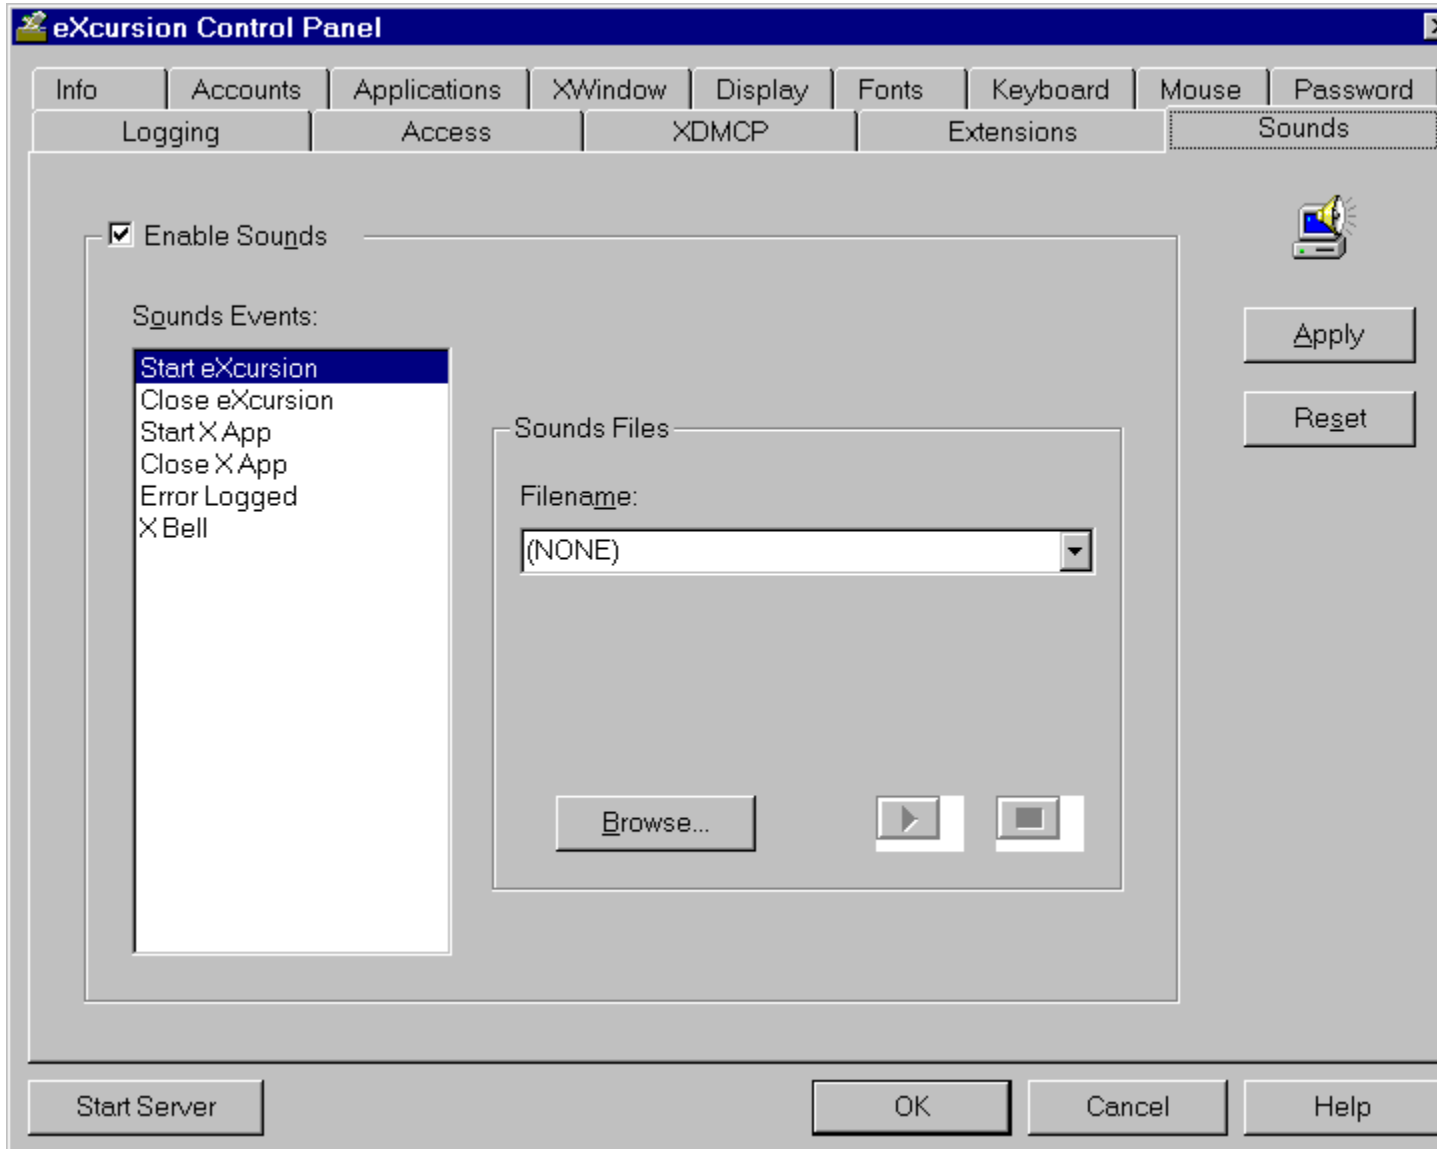 eXcursion Control Panel
Info Accounts Applications XWindow Display Fonts Keyboard Mouse Password
Logging Access XDMCP Extensions Sounds
Enable Sounds
Sounds Events:
Start eXcursion
Close eXcursion
Start X App
Close X App
Error Logged
X Bell
Sounds Files
Filename:
(NONE)
Browse...
Apply
Reset
Start Server OK Cancel Help